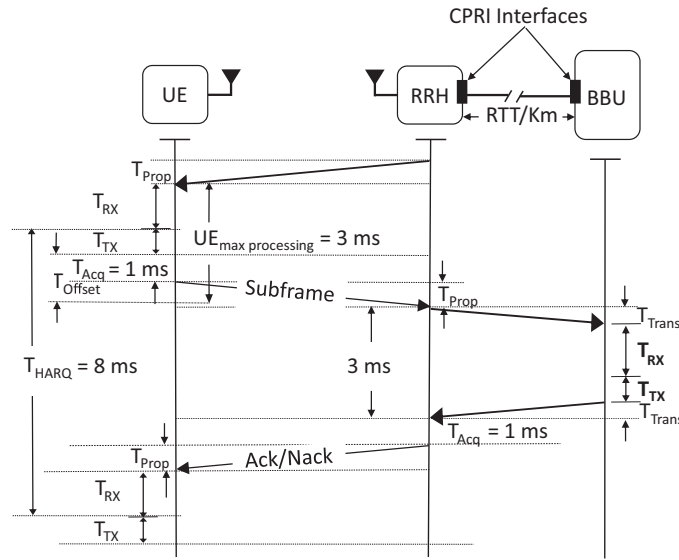 CPRI Interfaces
UE
RRH
BBU
RTT/Km
T_Prop
T_RX
T_TX
UE_max processing = 3 ms
T_Acq = 1 ms
T_Offset
Subframe
T_Prop
T_Trans
T_RX
T_HARQ = 8 ms
3 ms
T_TX
T_Trans
T_Acq = 1 ms
T_Prop
Ack/Nack
T_RX
T_TX